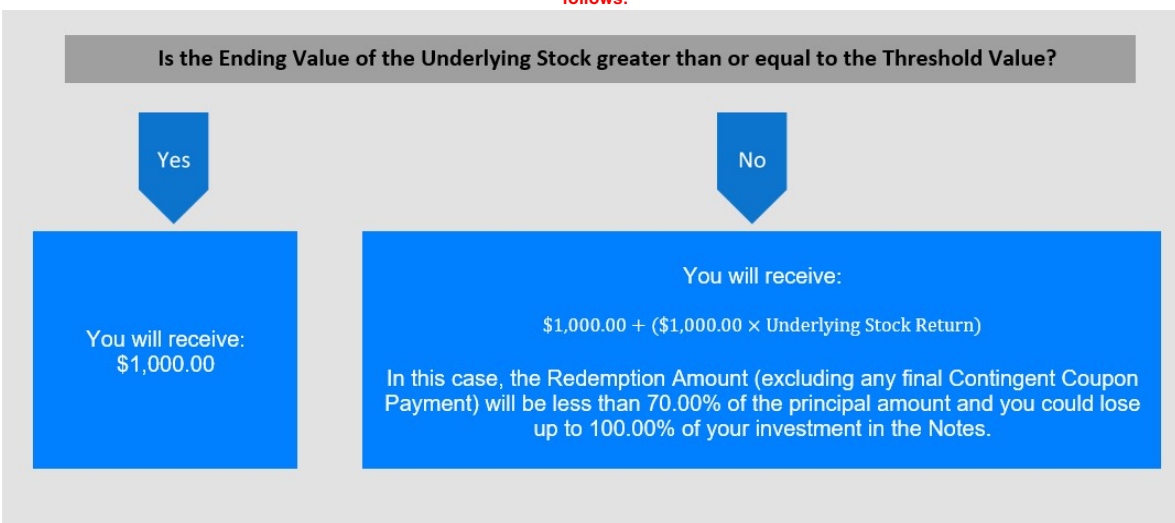 follows:
Is the Ending Value of the Underlying Stock greater than or equal to the Threshold Value?
Yes
No
You will receive:
$1,000.00
You will receive:
$1,000.00 + ($1,000.00 × Underlying Stock Return)
In this case, the Redemption Amount (excluding any final Contingent Coupon
Payment) will be less than 70.00% of the principal amount and you could lose
up to 100.00% of your investment in the Notes.